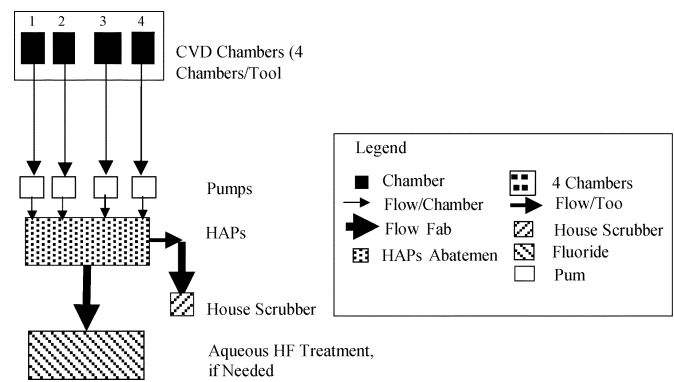 1 2 3 4
CVD Chambers (4
Chambers/Tool
Pumps
HAPs
House Scrubber
Aqueous HF Treatment,
if Needed
Legend
Chamber
Flow/Chamber
Flow Fab
HAPs Abatemen
4 Chambers
Flow/Too
House Scrubber
Fluoride
Pum